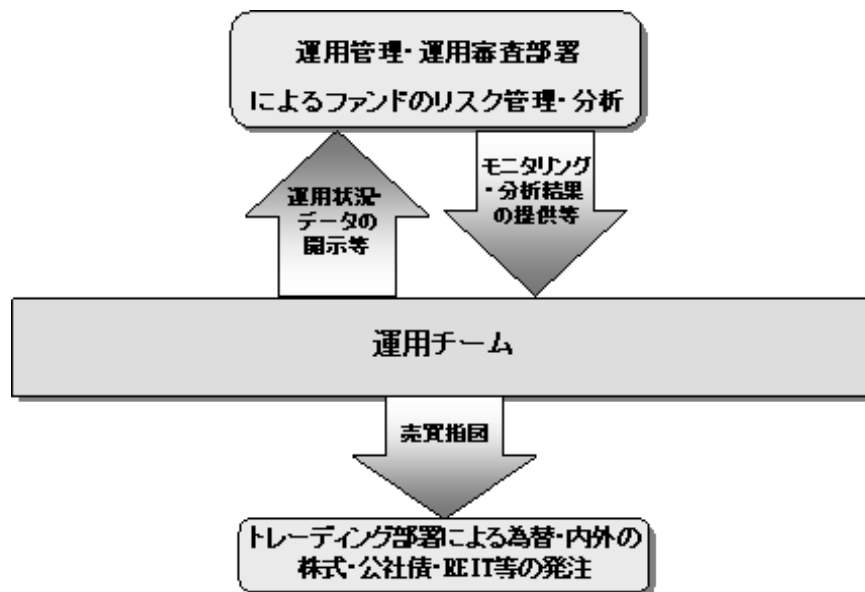 運用管理・運用審査部署
によるファンドのリスク管理・分析
運用状況・
データの
開示等
モニタリング
・分析結果
の提供等
運用チーム
売買指図
トレーディング部署による為替・内外の
株式・公社債・REIT等の発注